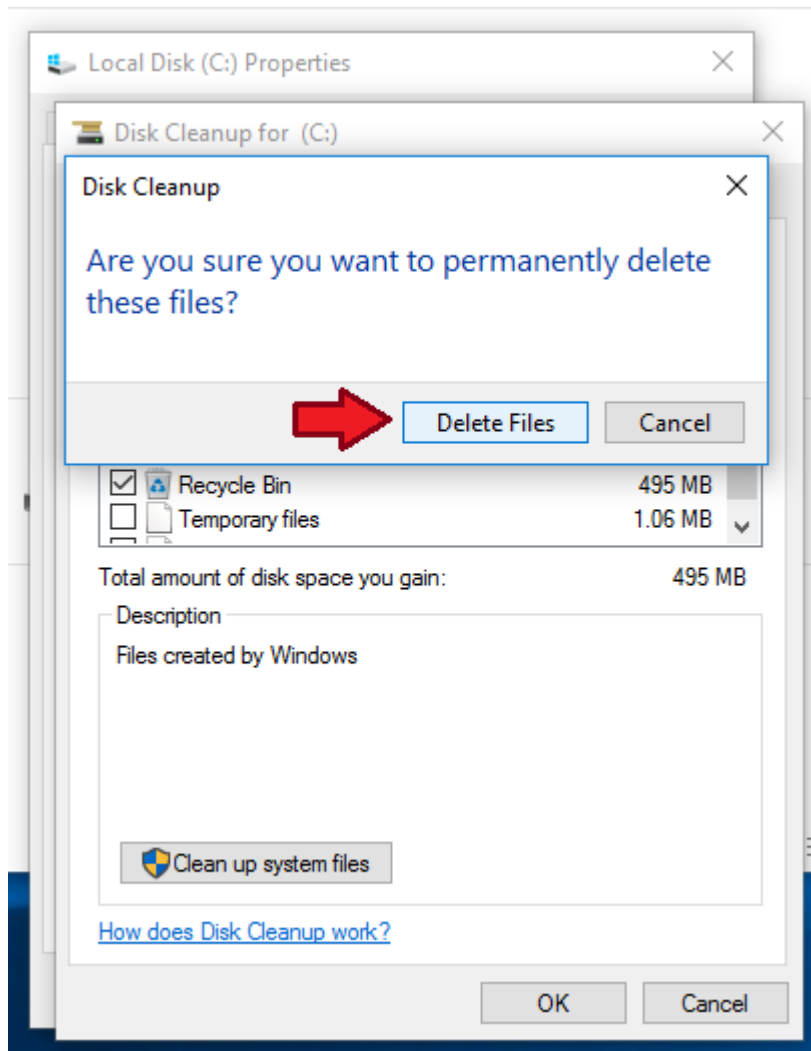 Local Disk (C:) Properties
Disk Cleanup for (C:)
Disk Cleanup
Are you sure you want to permanently delete
these files?
Delete Files Cancel
Recycle Bin 495 MB
Temporary files 1.06 MB
Total amount of disk space you gain: 495 MB
Description
Files created by Windows
Clean up system files
How does Disk Cleanup work?
OK Cancel